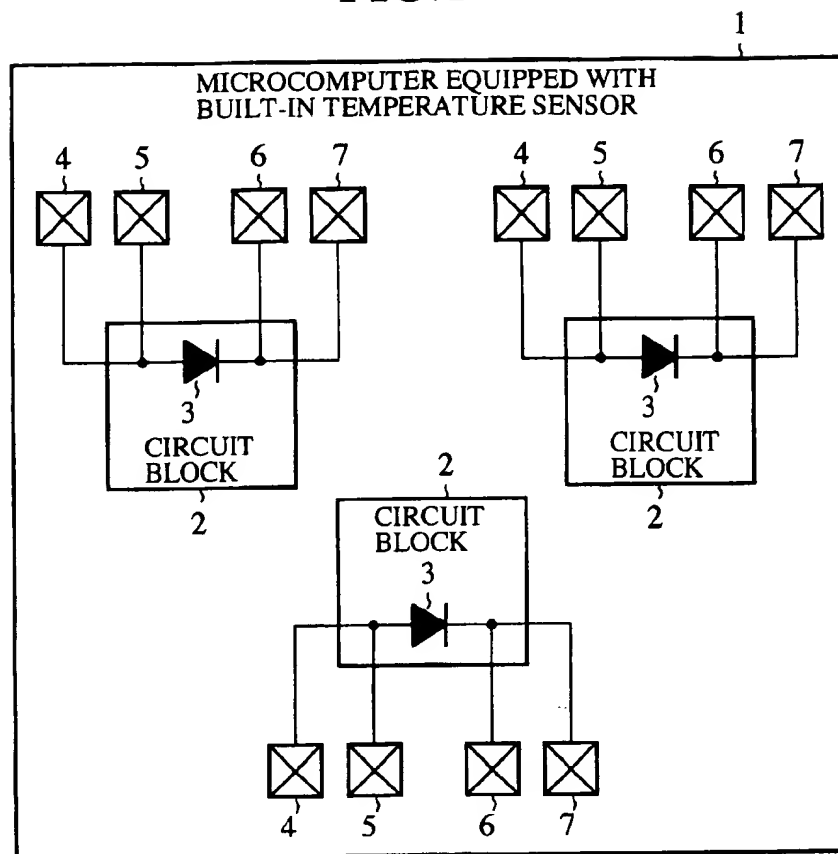 1
MICROCOMPUTER EQUIPPED WITH
BUILT-IN TEMPERATURE SENSOR
4 5 6 7 4 5 6 7
3 3
CIRCUIT
BLOCK
CIRCUIT
BLOCK
2 2
2
CIRCUIT
BLOCK
3
4 5 6 7